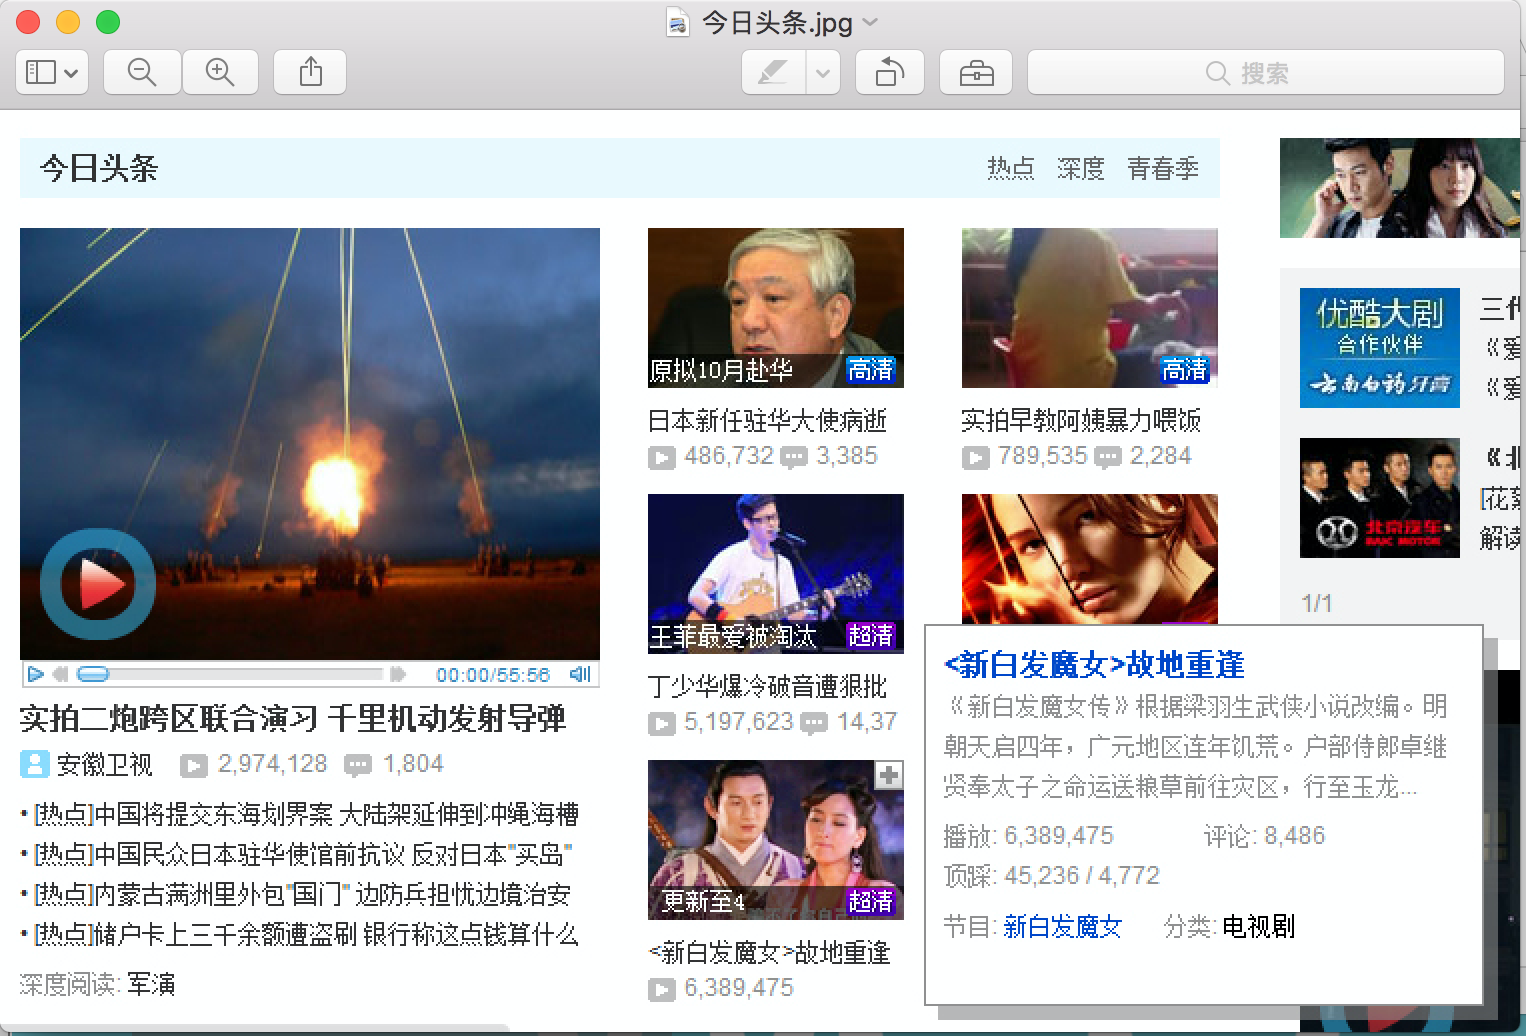 今日头条.jpg
搜索
今日头条
热点 深度 青春季
原拟10月赴华 高清
日本新任驻华大使病逝
486,732 3,385
高清
实拍早教阿姨暴力喂饭
789,535 2,284
优酷大剧
合作伙伴
云南白药牙膏
三代
《爱
《爱
北京汽车
BAIC MOTOR
《北
[花絮
解读
1/1
00:00/55:56
实拍二炮跨区联合演习 千里机动发射导弹
安徽卫视 2,974,128 1,804
• [热点]中国将提交东海划界案 大陆架延伸到冲绳海槽
• [热点]中国民众日本驻华使馆前抗议 反对日本"买岛"
• [热点]内蒙古满洲里外包"国门" 边防兵担忧边境治安
• [热点]储户卡上三千余额遭盗刷 银行称这点钱算什么
深度阅读: 军演
王菲最爱被淘汰 超清
丁少华爆冷破音遭狠批
5,197,623 14,37
更新至4 超清
<新白发魔女>故地重逢
6,389,475
<新白发魔女>故地重逢
《新白发魔女传》根据梁羽生武侠小说改编。明
朝天启四年，广元地区连年饥荒。户部侍郎卓继
贤奉太子之命运送粮草前往灾区，行至玉龙...
播放: 6,389,475 评论: 8,486
顶踩: 45,236 / 4,772
节目: 新白发魔女 分类: 电视剧